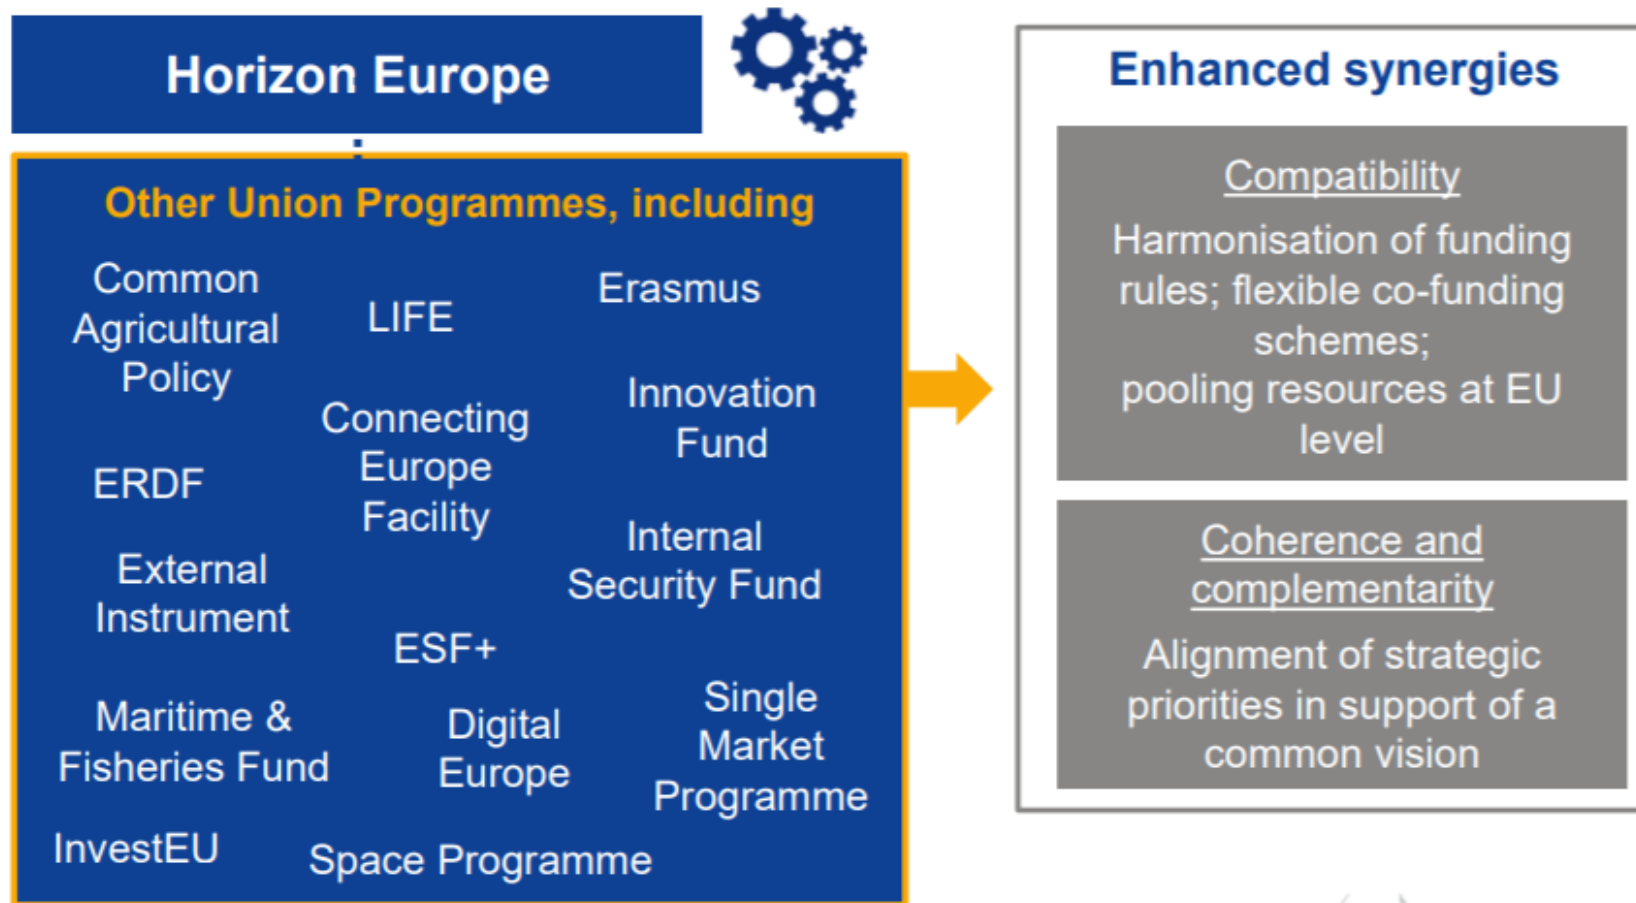 Horizon Europe
Other Union Programmes, including
Common
Agricultural
Policy
LIFE
Erasmus
Connecting
Europe
Facility
Innovation
Fund
ERDF
External
Instrument
Internal
Security Fund
ESF+
Maritime &
Fisheries Fund
Digital
Europe
Single
Market
Programme
InvestEU
Space Programme
Enhanced synergies
Compatibility
Harmonisation of funding
rules; flexible co-funding
schemes;
pooling resources at EU
level
Coherence and
complementarity
Alignment of strategic
priorities in support of a
common vision